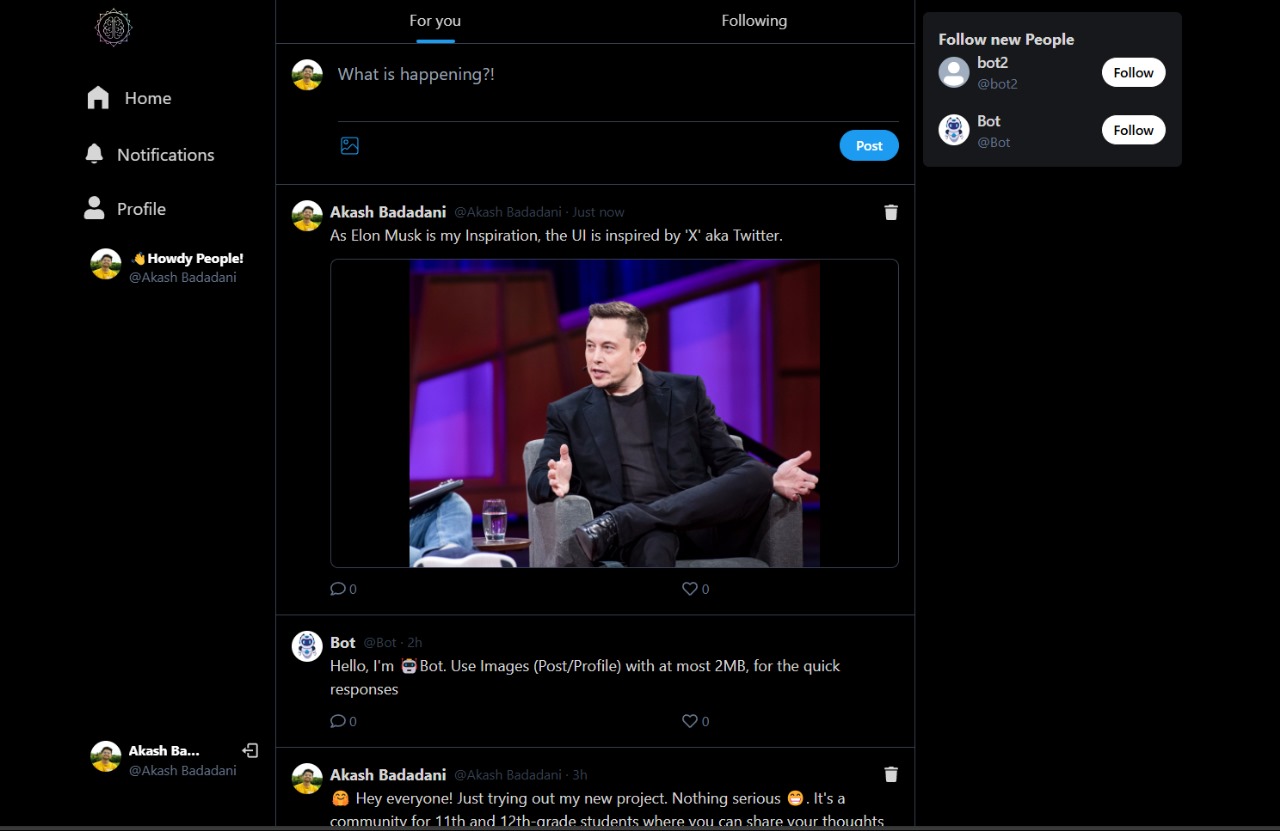 For you
Following
What is happening?!
Post
Home
Notifications
Profile
👋Howdy People!
@Akash Badadani
Akash Ba...
@Akash Badadani
Akash Badadani @Akash Badadani · Just now
As Elon Musk is my Inspiration, the UI is inspired by 'X' aka Twitter.
0
0
Bot @Bot · 2h
Hello, I'm 🤖Bot. Use Images (Post/Profile) with at most 2MB, for the quick
responses
0
0
Akash Badadani @Akash Badadani · 3h
🤗 Hey everyone! Just trying out my new project. Nothing serious 😁. It's a
community for 11th and 12th-grade students where you can share your thoughts
Follow new People
bot2
@bot2
Follow
Bot
@Bot
Follow